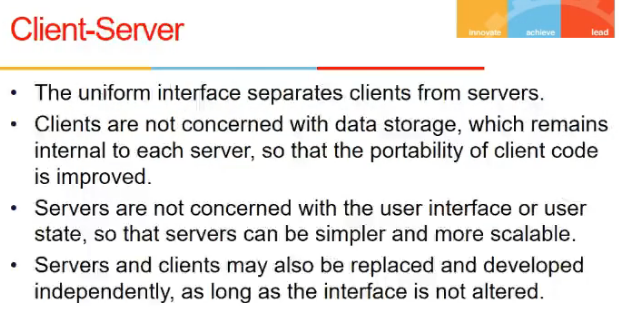 Client-Server
innovate achieve lead
• The uniform interface separates clients from servers.
• Clients are not concerned with data storage, which remains
internal to each server, so that the portability of client code
is improved.
• Servers are not concerned with the user interface or user
state, so that servers can be simpler and more scalable.
• Servers and clients may also be replaced and developed
independently, as long as the interface is not altered.